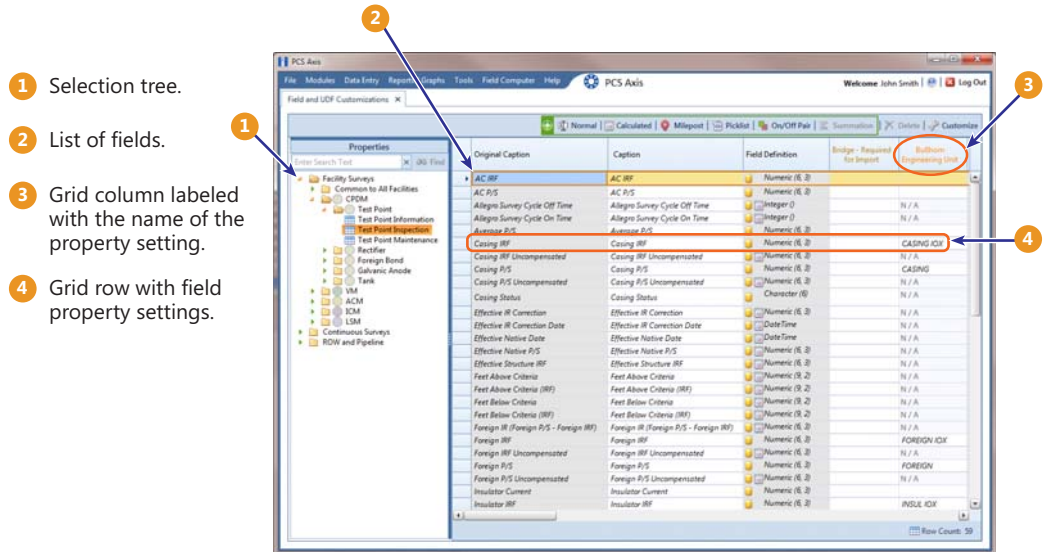 2
1 Selection tree.
2 List of fields.
3 Grid column labeled
with the name of the
property setting.
4 Grid row with field
property settings.
1
3
4
PCS Axis
File Modules Data Entry Reports Graphs Tools Field Computer Help PCS Axis Welcome John Smith | Log Out
Field and UDF Customizations ×
Normal | Calculated | Milepost | Picklist | On/Off Pair | Summation | Delete | Customize
Properties
Enter Search Text × Find
Facility Surveys
Common to All Facilities
CPDM
Test Point
Test Point Information
Test Point Inspection
Test Point Maintenance
Rectifier
Foreign Bond
Galvanic Anode
Tank
VM
ACM
ICM
LSM
Continuous Surveys
ROW and Pipeline
Original Caption Caption Field Definition Bridge - Required for Import Bullhorn Engineering Unit
AC IRF AC IRF Numeric (6, 3)
AC P/S AC P/S Numeric (6, 3)
Allegro Survey Cycle Off Time Allegro Survey Cycle Off Time Integer () N / A
Allegro Survey Cycle On Time Allegro Survey Cycle On Time Integer () N / A
Average P/S Average P/S Numeric (6, 3)
Casing IRF Casing IRF Numeric (6, 3) CASING IOX
Casing IRF Uncompensated Casing IRF Uncompensated Numeric (6, 3) N / A
Casing P/S Casing P/S Numeric (6, 3) CASING
Casing P/S Uncompensated Casing P/S Uncompensated Numeric (6, 3) N / A
Casing Status Casing Status Character (6) N / A
Effective IR Correction Effective IR Correction Numeric (6, 3) N / A
Effective IR Correction Date Effective IR Correction Date DateTime N / A
Effective Native Date Effective Native Date DateTime N / A
Effective Native P/S Effective Native P/S Numeric (6, 3) N / A
Effective Structure IRF Effective Structure IRF Numeric (6, 3) N / A
Feet Above Criteria Feet Above Criteria Numeric (9, 2) N / A
Feet Above Criteria (IRF) Feet Above Criteria (IRF) Numeric (9, 2) N / A
Feet Below Criteria Feet Below Criteria Numeric (9, 2) N / A
Feet Below Criteria (IRF) Feet Below Criteria (IRF) Numeric (9, 2) N / A
Foreign IR (Foreign P/S - Foreign IRF) Foreign IR (Foreign P/S - Foreign IRF) Numeric (6, 3) N / A
Foreign IRF Foreign IRF Numeric (6, 3) FOREIGN IOX
Foreign IRF Uncompensated Foreign IRF Uncompensated Numeric (6, 3) N / A
Foreign P/S Foreign P/S Numeric (6, 3) FOREIGN
Foreign P/S Uncompensated Foreign P/S Uncompensated Numeric (6, 3) N / A
Insulator Current Insulator Current Numeric (6, 3)
Insulator IRF Insulator IRF Numeric (6, 3) INSUL IOX
Row Count: 59